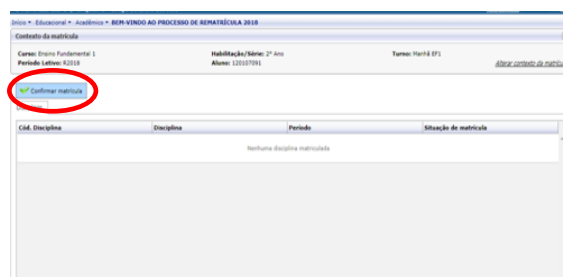 Início Educacional Acadêmico BEM-VINDO AO PROCESSO DE REMATRÍCULA 2018
Contexto da matrícula
Curso: Ensino Fundamental 1 Habilitação/Série: 2° Ano Turno: Manhã EF1
Período Letivo: R2018 Aluno: 120107091 Alterar contexto da matrícu
Confirmar matrícula
Cód. Disciplina Disciplina Período Situação de matrícula
Nenhuma disciplina matriculada